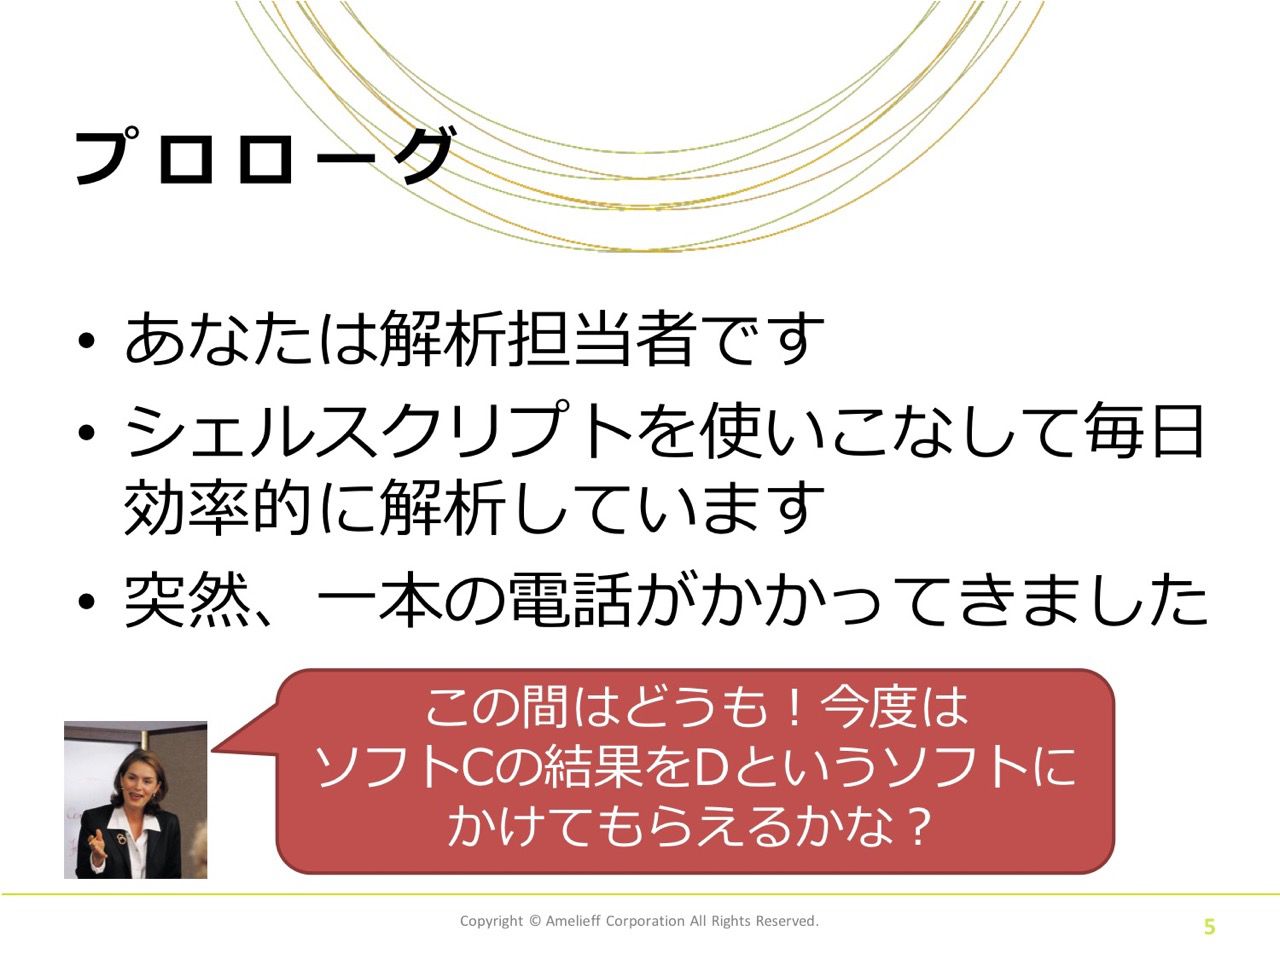 プロローグ
• あなたは解析担当者です
• シェルスクリプトを使いこなして毎日
効率的に解析しています
• 突然、一本の電話がかかってきました
この間はどうも！今度は
ソフトCの結果をDというソフトに
かけてもらえるかな？
Copyright © Amelieff Corporation All Rights Reserved.
5